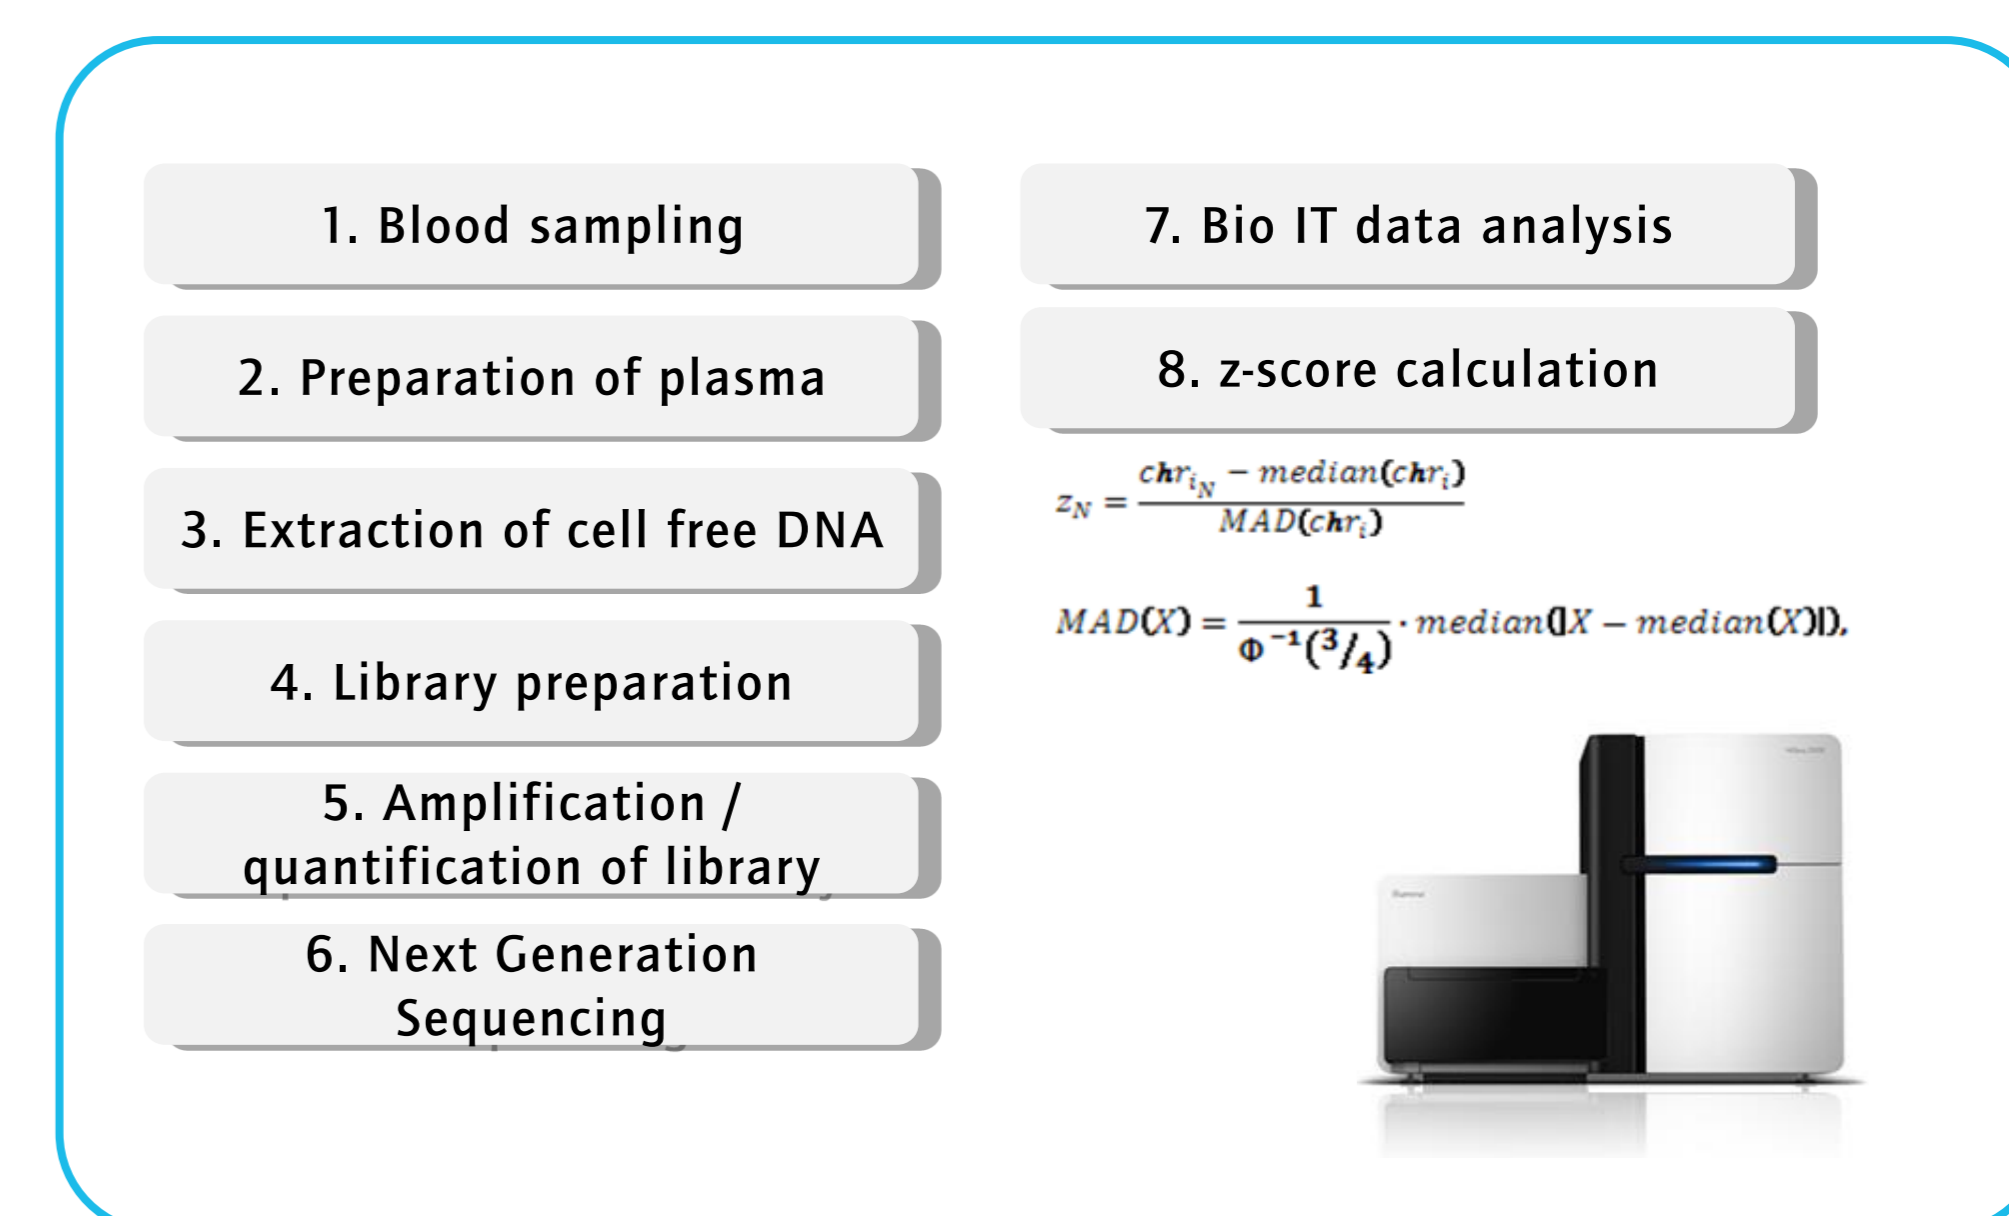 1. Blood sampling
2. Preparation of plasma
3. Extraction of cell free DNA
4. Library preparation
5. Amplification /
quantification of library
6. Next Generation
Sequencing
7. Bio IT data analysis
8. z-score calculation
z_N = (chr_{i_N} − median(chr_i)) / MAD(chr_i)
MAD(X) = 1 / Φ⁻¹(3/4) · median(|X − median(X)|),